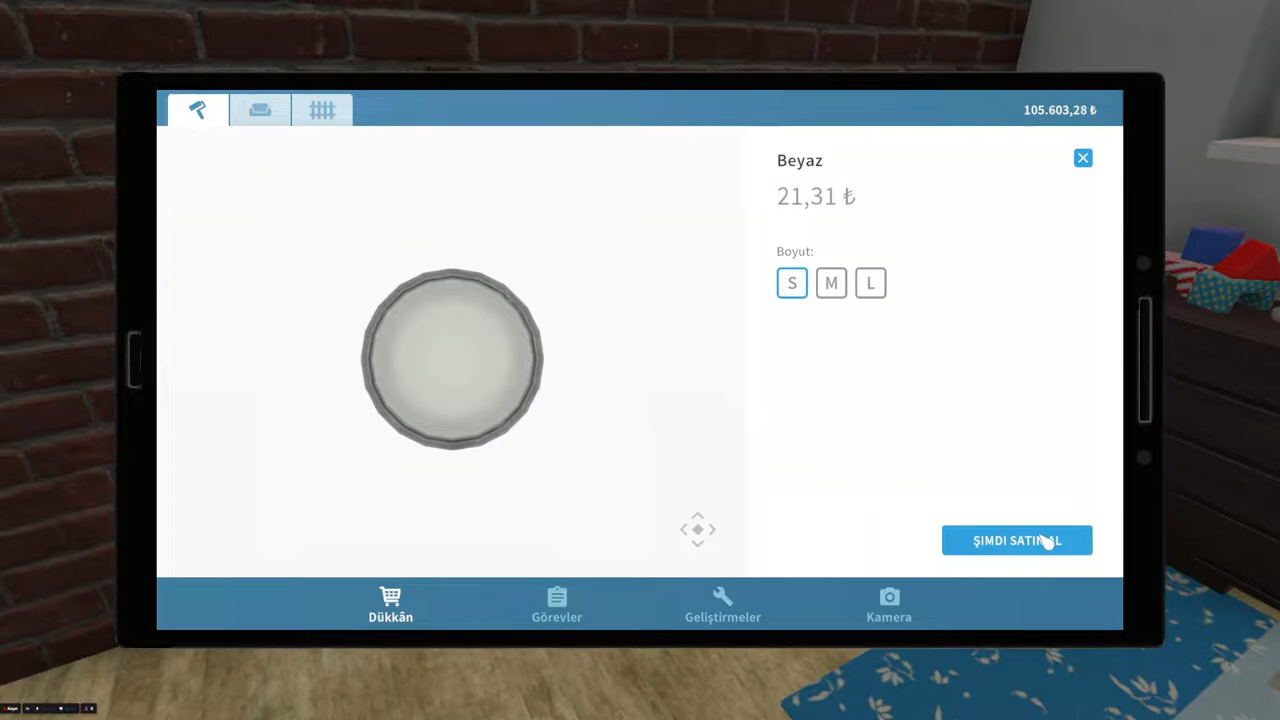 105.603,28 ₺
Beyaz
21,31 ₺
Boyut:
S M L
ŞIMDI SATIN AL
Dükkân
Görevler
Geliştirmeler
Kamera